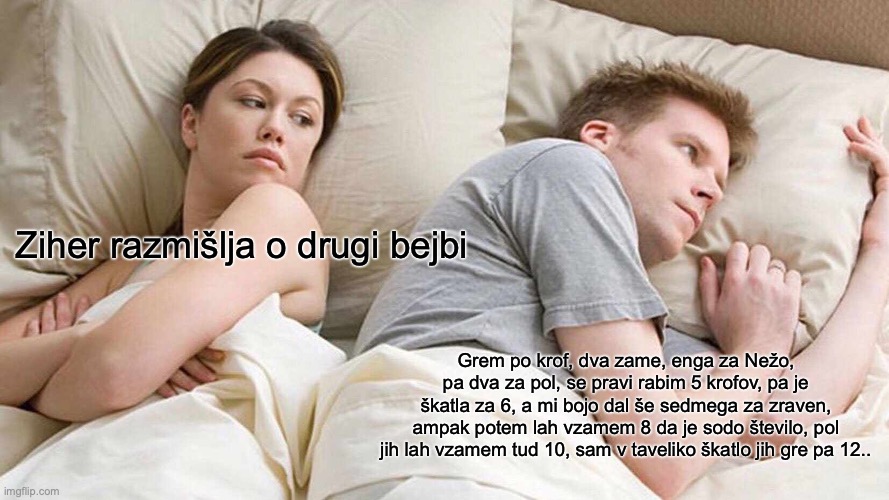 Ziher razmišlja o drugi bejbi
Grem po krof, dva zame, enga za Nežo,
pa dva za pol, se pravi rabim 5 krofov, pa je
škatla za 6, a mi bojo dal še sedmega za zraven,
ampak potem lah vzamem 8 da je sodo število, pol
jih lah vzamem tud 10, sam v taveliko škatlo jih gre pa 12..
imgflip.com